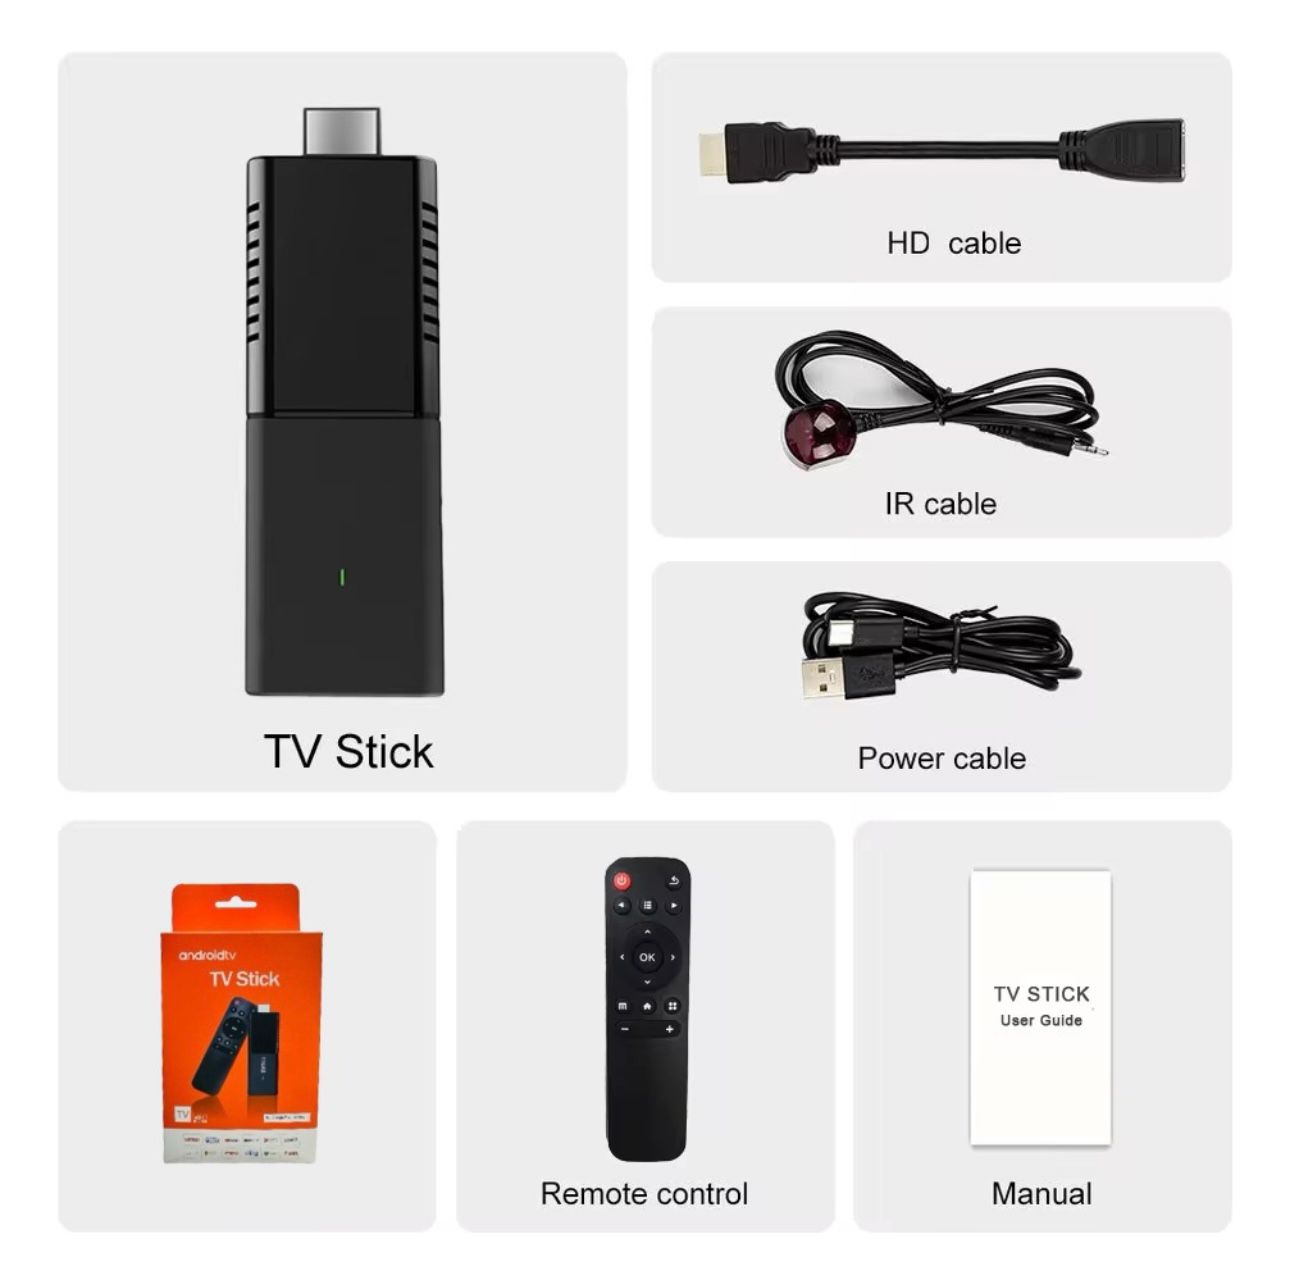 HD cable
IR cable
Power cable
TV Stick
androidtv
TV Stick
TV
OK
TV STICK
User Guide
Remote control
Manual